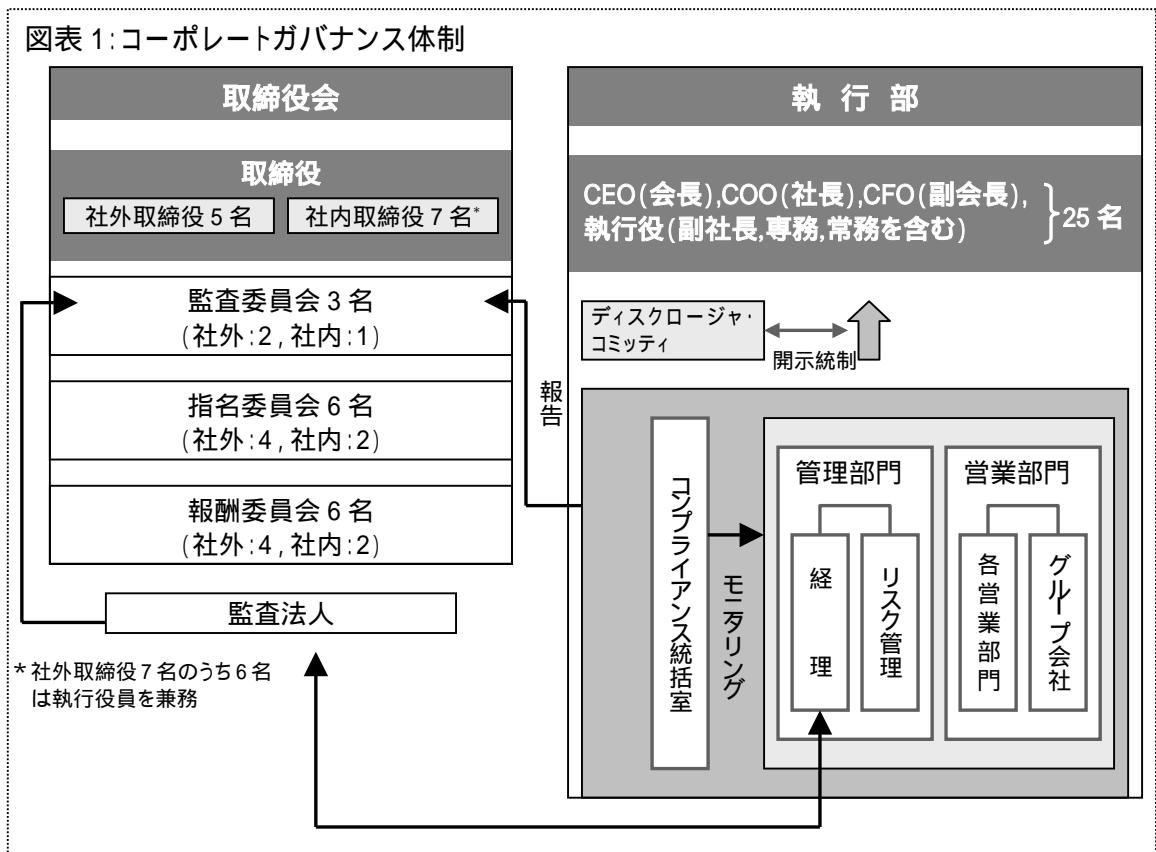 図表1:コーポレートガバナンス体制
取締役会
取締役
社外取締役5名
社内取締役7名*
監査委員会3名
(社外:2,社内:1)
指名委員会6名
(社外:4,社内:2)
報酬委員会6名
(社外:4,社内:2)
監査法人
*社外取締役7名のうち6名
は執行役員を兼務
報告
執行部
CEO(会長),COO(社長),CFO(副会長),
執行役(副社長,専務,常務を含む)
25名
ディスクロージャ・
コミッティ
開示統制
コンプライアンス統括室
モニタリング
管理部門
経理
リスク管理
営業部門
各営業部門
グループ会社